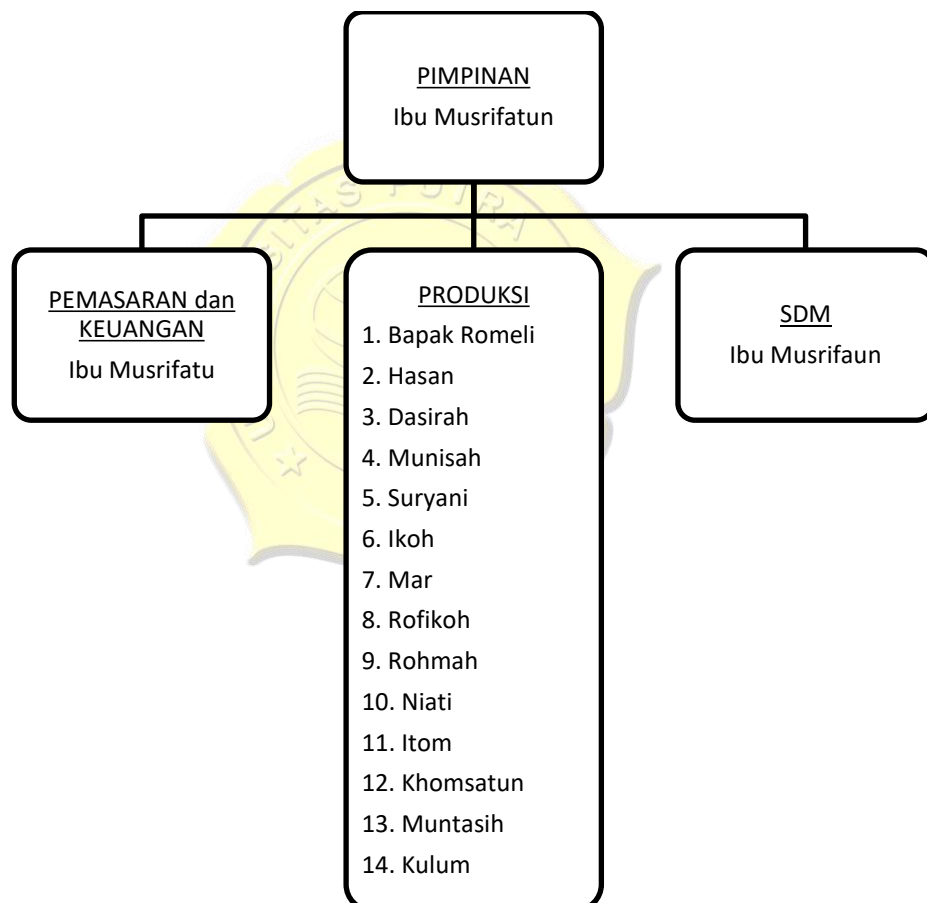 PIMPINAN
Ibu Musrifatun
PEMASARAN dan
KEUANGAN
Ibu Musrifatu
PRODUKSI
1. Bapak Romeli
2. Hasan
3. Dasirah
4. Munisah
5. Suryani
6. Ikoh
7. Mar
8. Rofikoh
9. Rohmah
10. Niati
11. Itom
12. Khomsatun
13. Muntasih
14. Kulum
SDM
Ibu Musrifaun
SITAS PUTRA